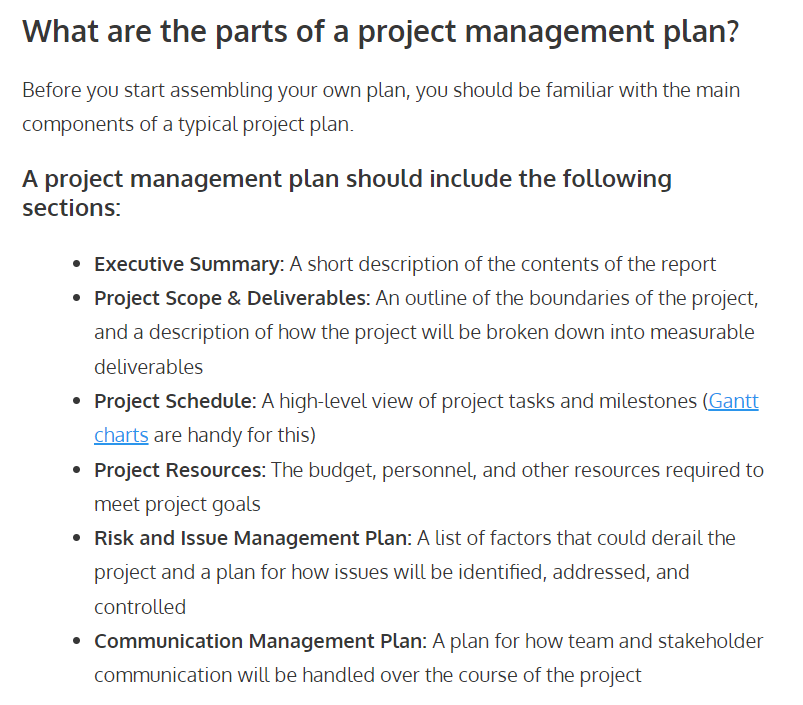 What are the parts of a project management plan?
Before you start assembling your own plan, you should be familiar with the main
components of a typical project plan.
A project management plan should include the following
sections:
• Executive Summary: A short description of the contents of the report
• Project Scope & Deliverables: An outline of the boundaries of the project,
and a description of how the project will be broken down into measurable
deliverables
• Project Schedule: A high-level view of project tasks and milestones (Gantt
charts are handy for this)
• Project Resources: The budget, personnel, and other resources required to
meet project goals
• Risk and Issue Management Plan: A list of factors that could derail the
project and a plan for how issues will be identified, addressed, and
controlled
• Communication Management Plan: A plan for how team and stakeholder
communication will be handled over the course of the project